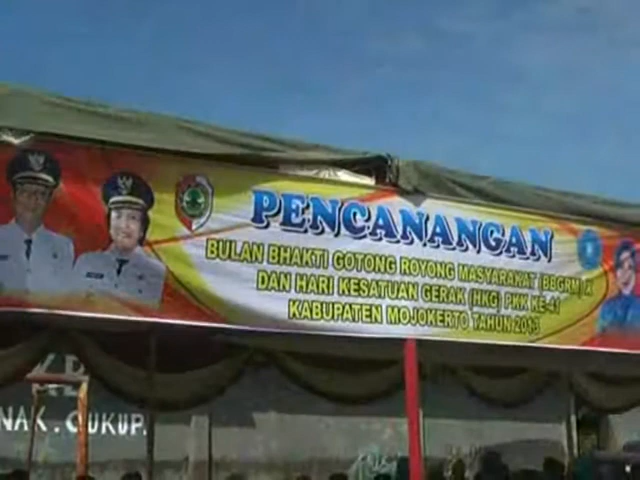 PENCANANGAN
BULAN BHAKTI GOTONG ROYONG MASYARAKAT (BBGRM) X
DAN HARI KESATUAN GERAK (HKG) PKK KE-41
KABUPATEN MOJOKERTO TAHUN 2013
NAK. CUKUP.